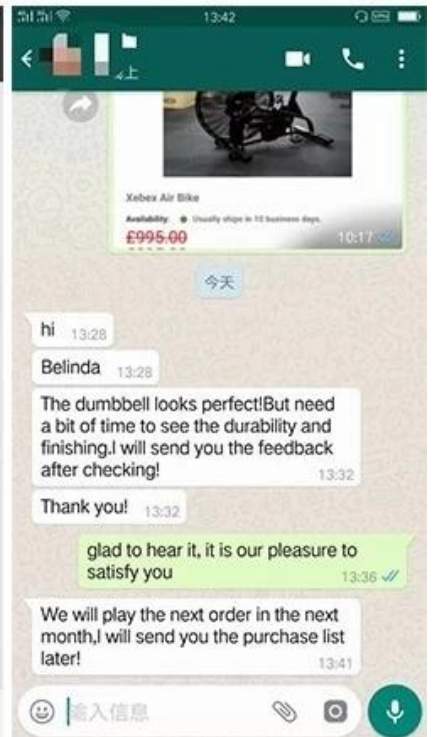 13:42
上
Xebex Air Bike
Availability: Usually ships in 10 business days.
£995.00
10:17
今天
hi 13:28
Belinda 13:28
The dumbbell looks perfect!But need
a bit of time to see the durability and
finishing.I will send you the feedback
after checking!
13:32
Thank you! 13:32
glad to hear it, it is our pleasure to
satisfy you
13:36
We will play the next order in the next
month,I will send you the purchase list
later!
13:41
输入信息